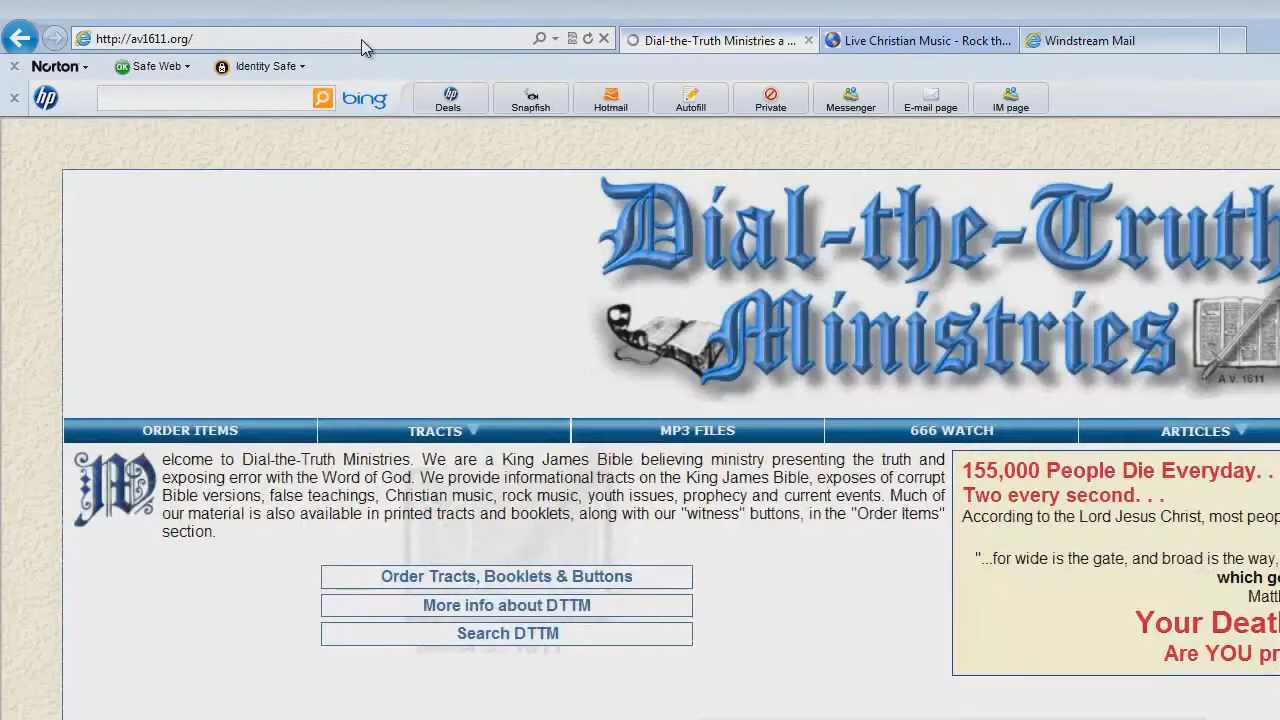 http://av1611.org/
Dial-the-Truth Ministries a ...
Live Christian Music - Rock th...
Windstream Mail
Norton
Safe Web
Identity Safe
hp
bing
Deals
Snapfish
Hotmail
Autofill
Private
Messenger
E-mail page
IM page
Dial-the-Truth
Ministries
A.V. 1611
ORDER ITEMS
TRACTS
MP3 FILES
666 WATCH
ARTICLES
Welcome to Dial-the-Truth Ministries. We are a King James Bible believing ministry presenting the truth and
exposing error with the Word of God. We provide informational tracts on the King James Bible, exposes of corrupt
Bible versions, false teachings, Christian music, rock music, youth issues, prophecy and current events. Much of
our material is also available in printed tracts and booklets, along with our "witness" buttons, in the "Order Items"
section.
Order Tracts, Booklets & Buttons
More info about DTTM
Search DTTM
155,000 People Die Everyday. .
Two every second. . .
According to the Lord Jesus Christ, most peop
"...for wide is the gate, and broad is the way,
which go
Matt
Your Deat
Are YOU pr